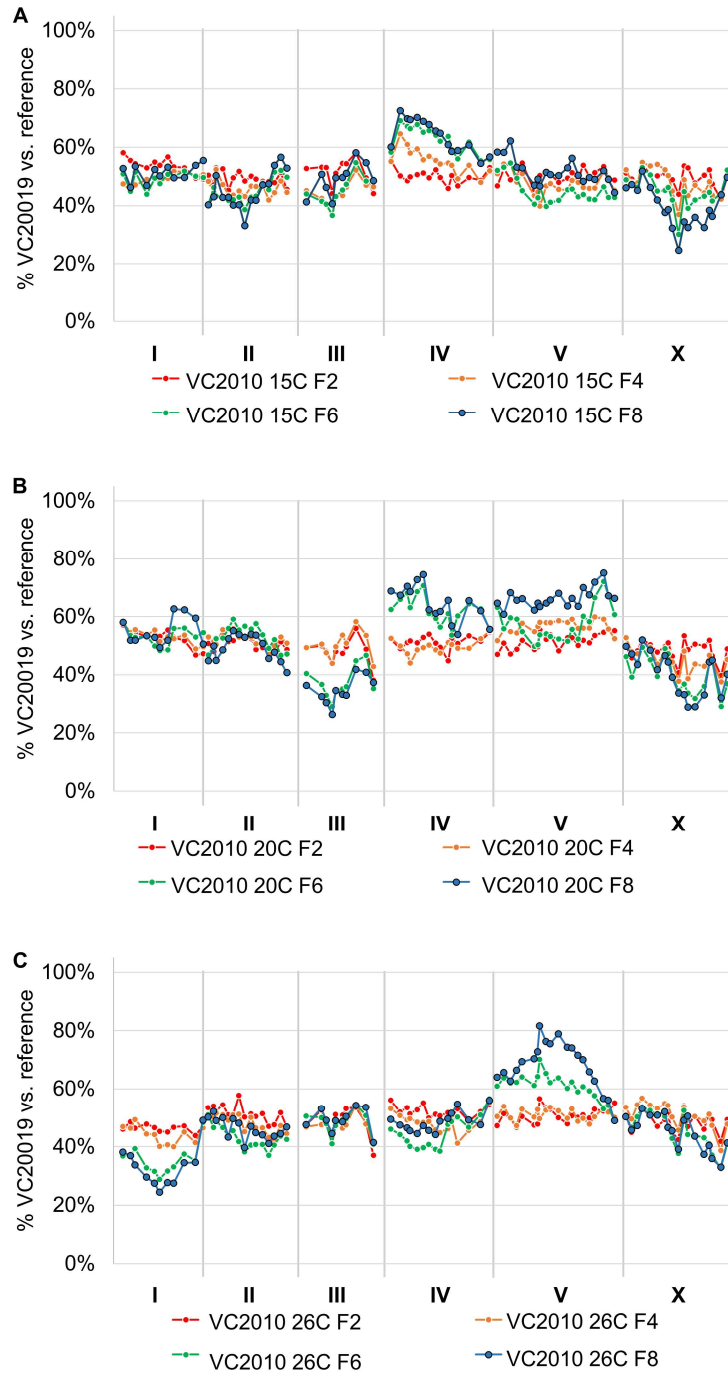 A
100%
80%
60%
40%
20%
0%
% VC20019 vs. reference
I II III IV V X
VC2010 15C F2 VC2010 15C F4
VC2010 15C F6 VC2010 15C F8
B
100%
80%
60%
40%
20%
0%
% VC20019 vs. reference
I II III IV V X
VC2010 20C F2 VC2010 20C F4
VC2010 20C F6 VC2010 20C F8
C
100%
80%
60%
40%
20%
0%
% VC20019 vs. reference
I II III IV V X
VC2010 26C F2 VC2010 26C F4
VC2010 26C F6 VC2010 26C F8